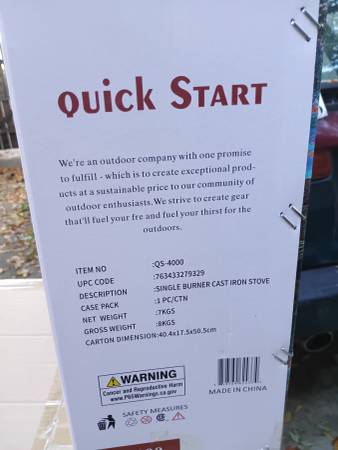 Quick Start
We're an outdoor company with one promise
to fulfill - which is to create exceptional prod-
ucts at a sustainable price to our community of
outdoor enthusiasts.We strive to create gear
that'll fuel your fre and fuel your thirst for the
outdoors.
ITEM NO :QS-4000
UPC CODE :763433279329
DESCRIPTION :SINGLE BURNER CAST IRON STOVE
CASE PACK :1 PC/CTN
NET WEIGHT :7KGS
GROSS WEIGHT :8KGS
CARTON DIMENSION:40.4x17.5x50.5cm
WARNING
Cancer and Reproductive Harm
www.P65Warnings.ca.gov
MADE IN CHINA
SAFETY MEASURES